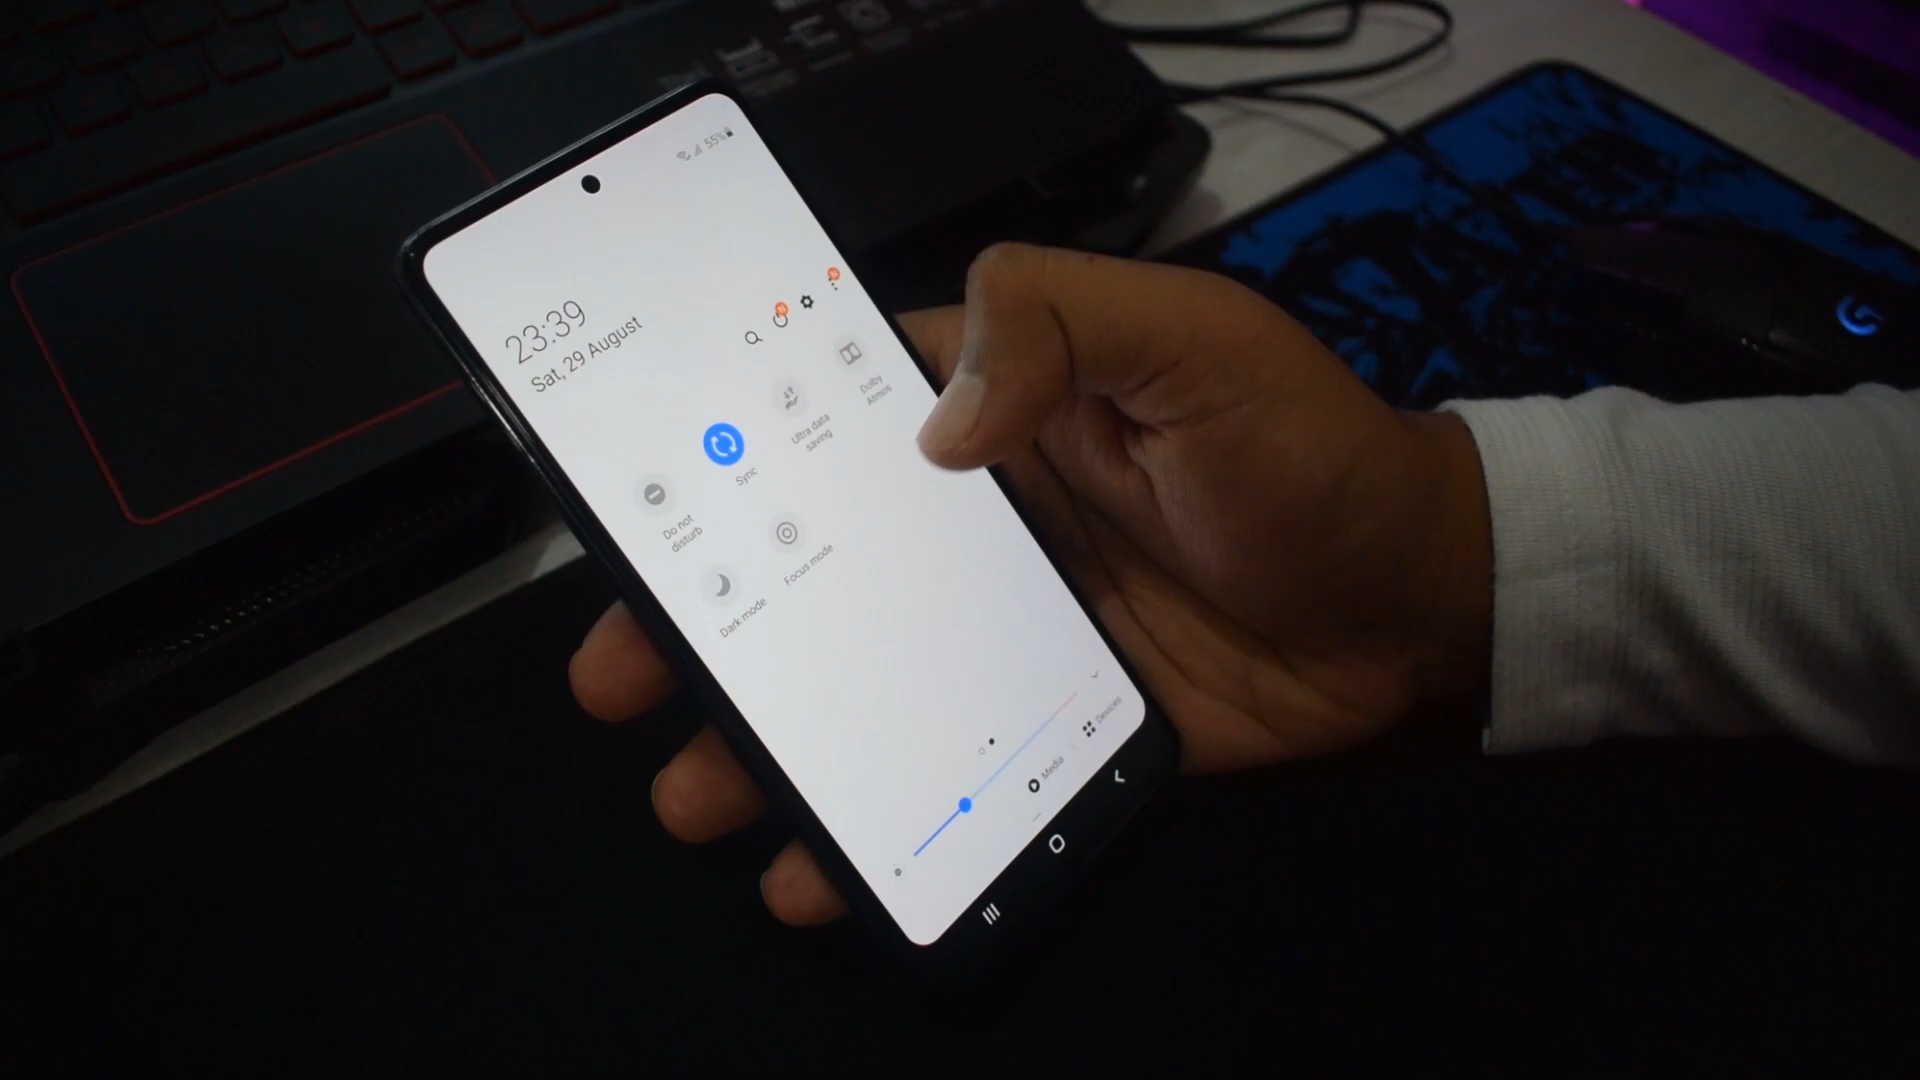 55%
23:39
Sat, 29 August
Do not
disturb
Sync
Ultra data
saving
Dolby
Atmos
Dark mode
Focus mode
Media
Devices